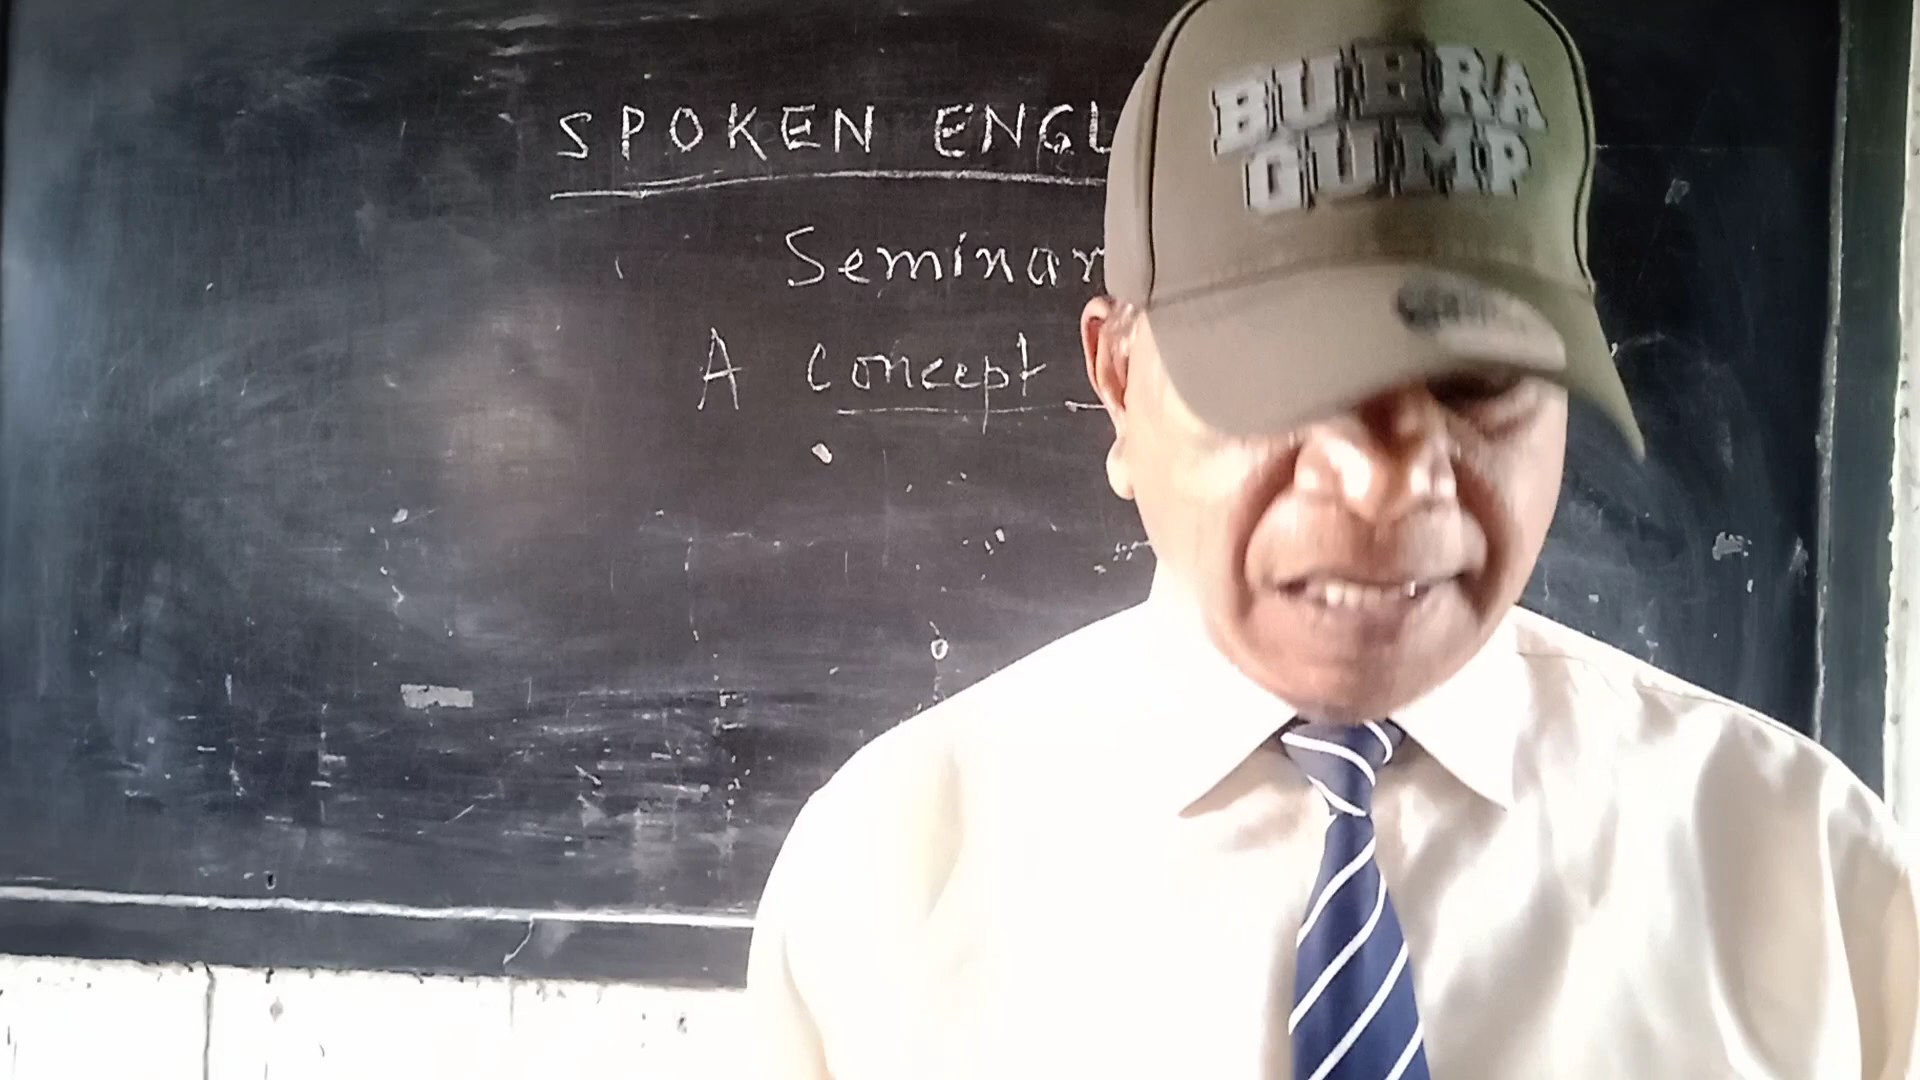 SPOKEN ENGL
Seminar
A Concept
BUBRA
GUMP